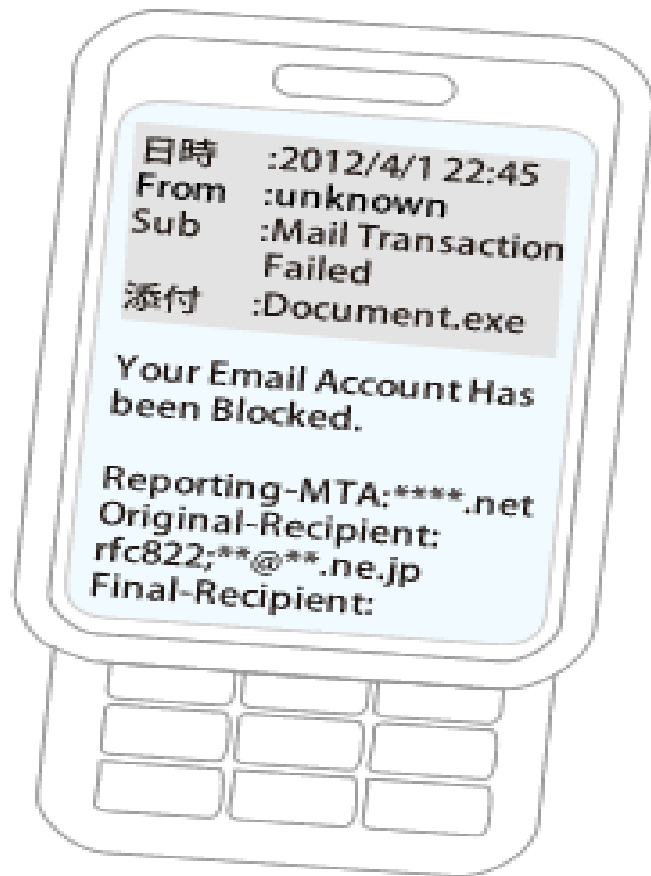 日時 :2012/4/1 22:45
From :unknown
Sub :Mail Transaction
Failed
添付 :Document.exe
Your Email Account Has
been Blocked.
Reporting-MTA:****.net
Original-Recipient:
rfc822;**@**.ne.jp
Final-Recipient: